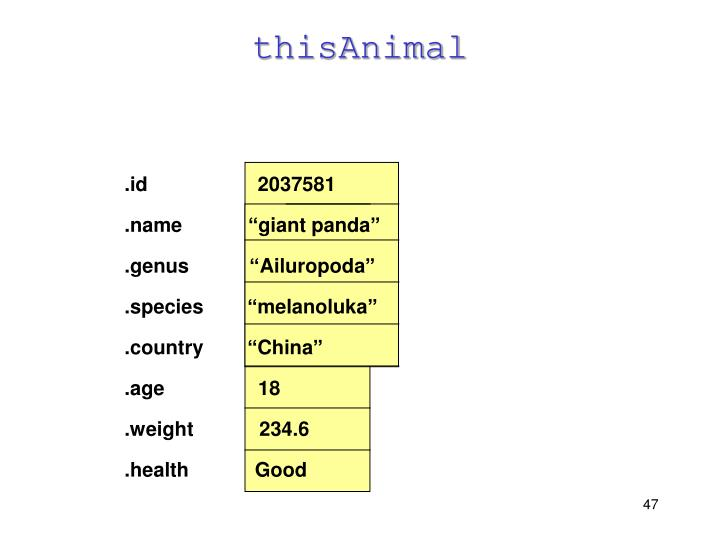 thisAnimal
.id 2037581
.name “giant panda”
.genus “Ailuropoda”
.species “melanoluka”
.country “China”
.age 18
.weight 234.6
.health Good
47